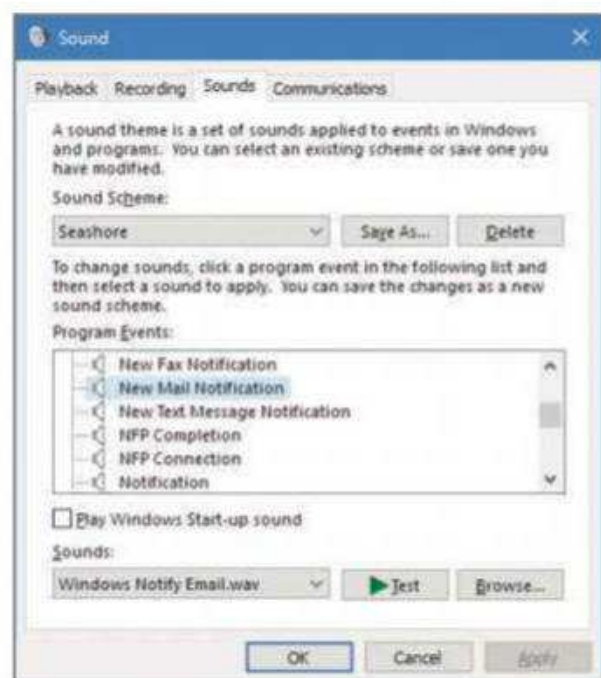 Sound
Playback Recording Sounds Communications
A sound theme is a set of sounds applied to events in Windows
and programs. You can select an existing scheme or save one you
have modified.
Sound Scheme:
Seashore
Save As...
Delete
To change sounds, click a program event in the following list and
then select a sound to apply. You can save the changes as a new
sound scheme.
Program Events:
New Fax Notification
New Mail Notification
New Text Message Notification
NFP Completion
NFP Connection
Notification
Play Windows Start-up sound
Sounds:
Windows Notify Email.wav
Test
Browse...
OK
Cancel
Apply